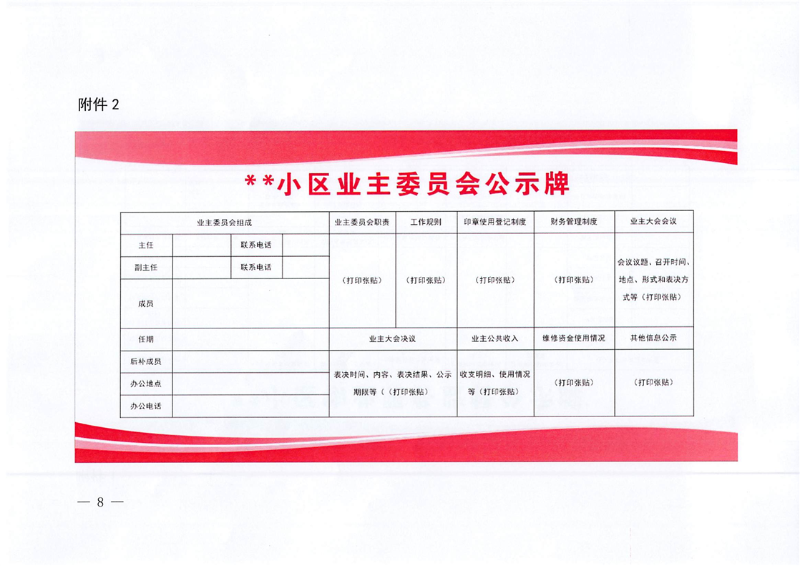 附件 2
**小区业主委员会公示牌
业主委员会组成 业主委员会职责 工作规则 印章使用登记制度 财务管理制度 业主大会会议
主任 联系电话
副主任 联系电话
成员
(打印张贴) (打印张贴) (打印张贴) (打印张贴)
会议议题、召开时间、
地点、形式和表决方
式等(打印张贴)
任期 业主大会决议 业主公共收入 维修资金使用情况 其他信息公示
后补成员
办公地点
办公电话
表决时间、内容、表决结果、公示
期限等((打印张贴)
收支明细、使用情况
等(打印张贴)
(打印张贴) (打印张贴)
— 8 —